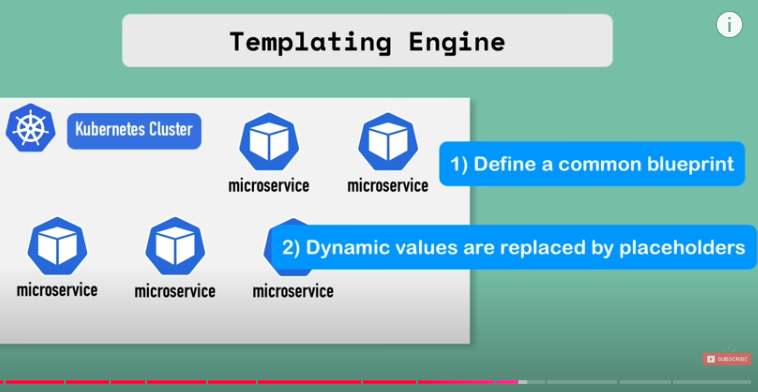 Templating Engine
Kubernetes Cluster
microservice
microservice
1) Define a common blueprint
2) Dynamic values are replaced by placeholders
microservice
microservice
microservice
SUBSCRIBE